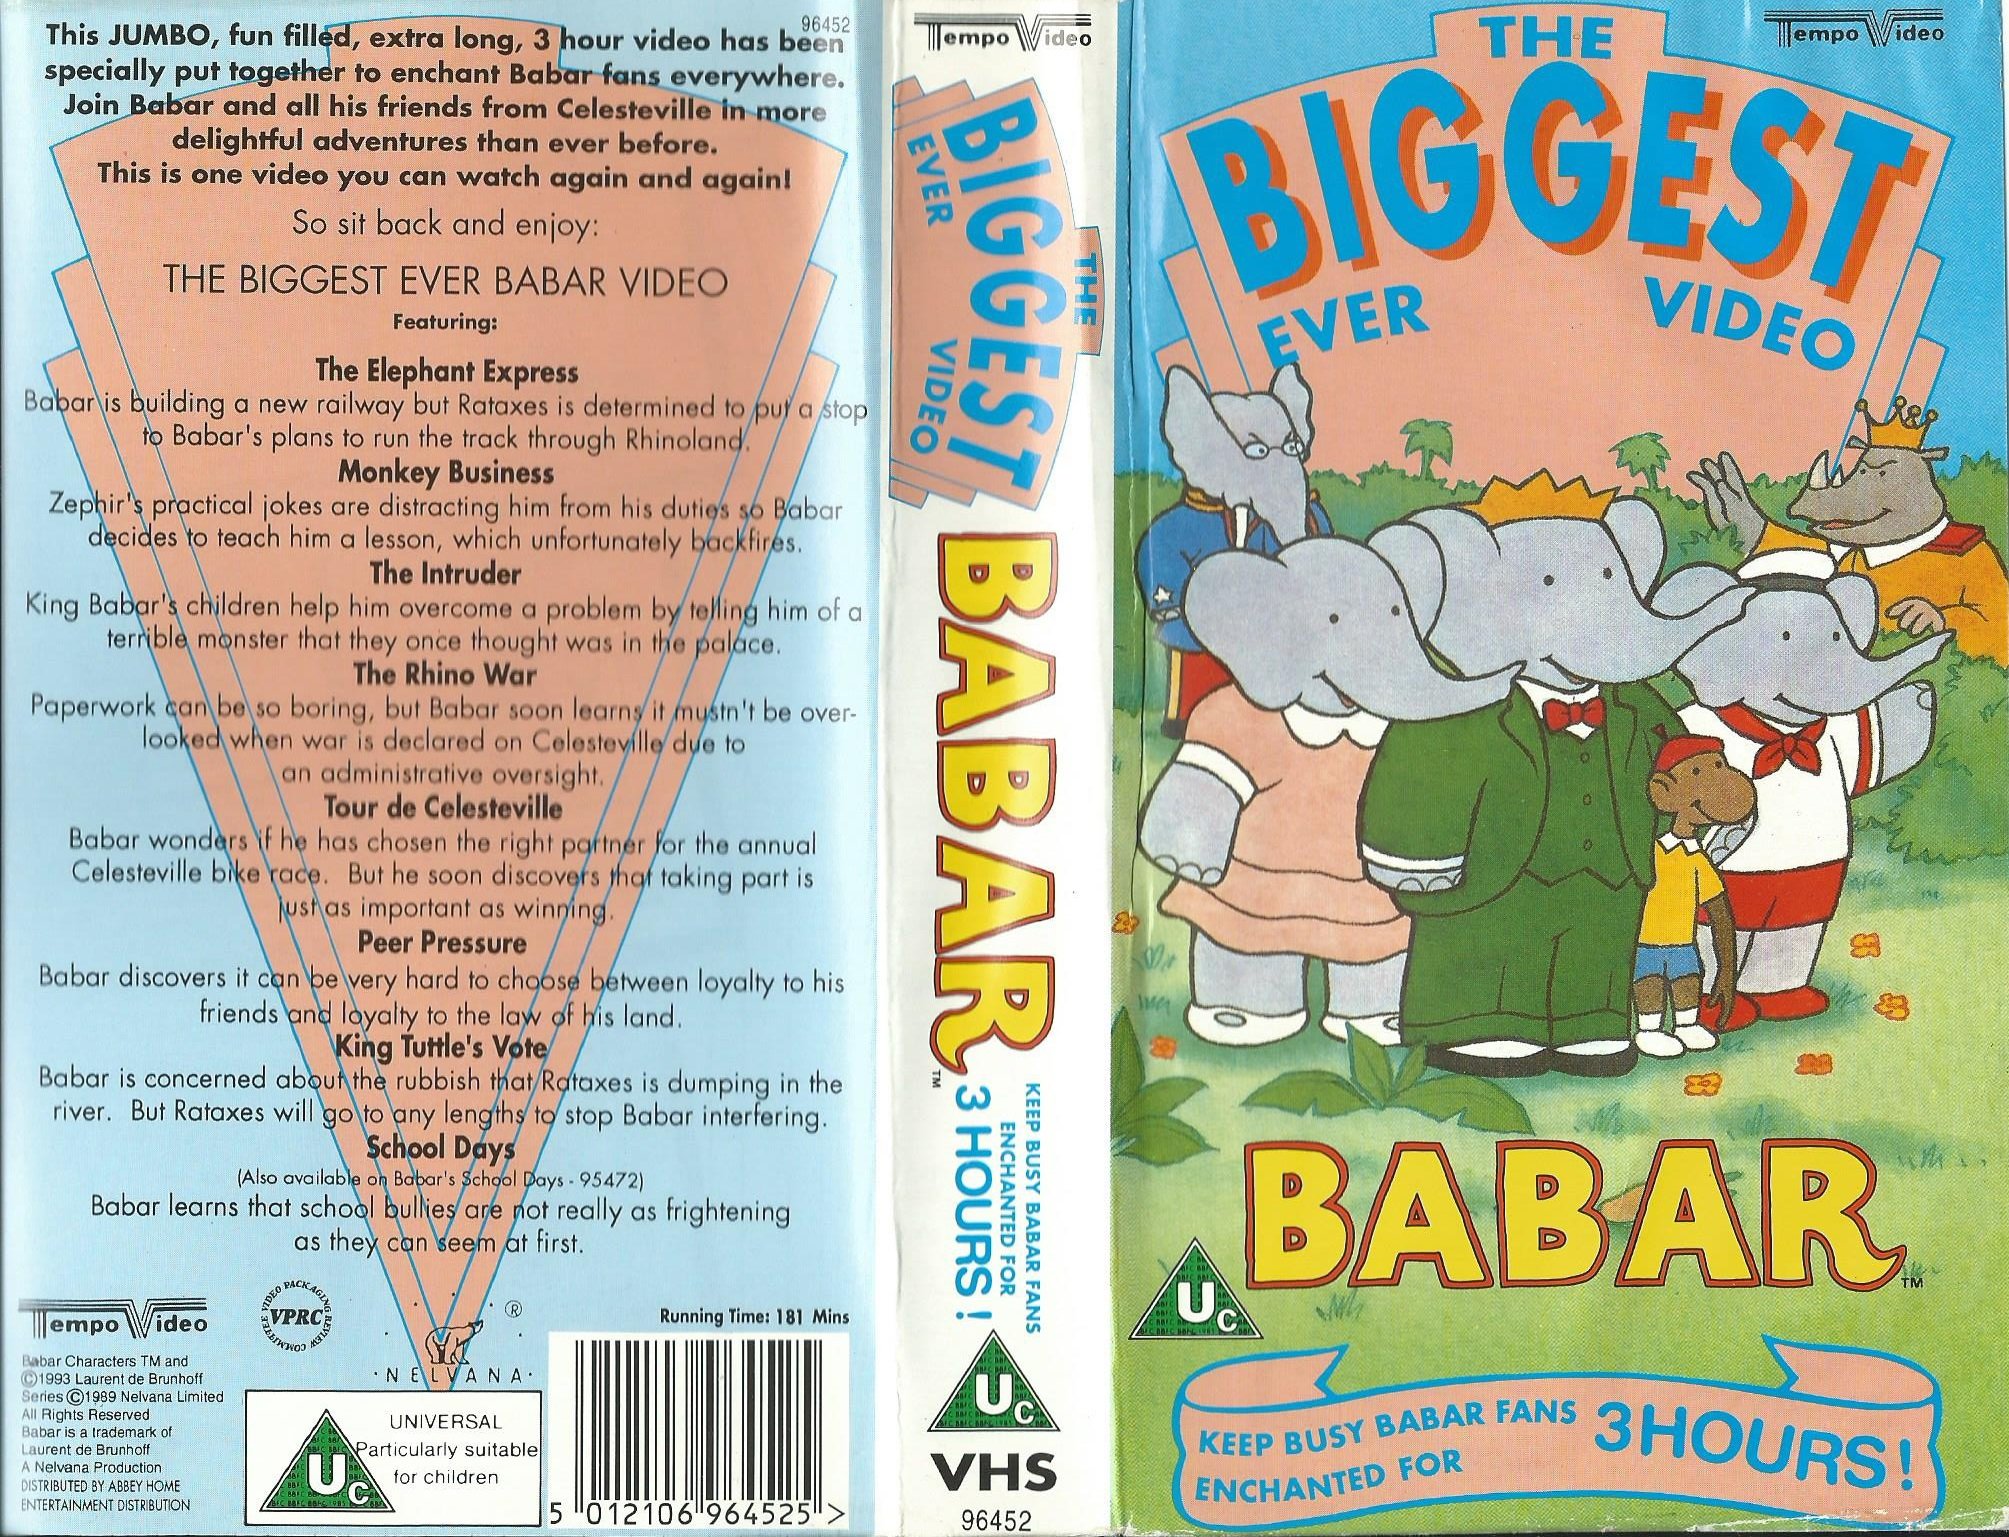 96452
This JUMBO, fun filled, extra long, 3 hour video has been
specially put together to enchant Babar fans everywhere.
Join Babar and all his friends from Celesteville in more
delightful adventures than ever before.
This is one video you can watch again and again!
So sit back and enjoy:
THE BIGGEST EVER BABAR VIDEO
Featuring:
The Elephant Express
Babar is building a new railway but Rataxes is determined to put a stop
to Babar's plans to run the track through Rhinoland.
Monkey Business
Zephir's practical jokes are distracting him from his duties so Babar
decides to teach him a lesson, which unfortunately backfires.
The Intruder
King Babar's children help him overcome a problem by telling him of a
terrible monster that they once thought was in the palace.
The Rhino War
Paperwork can be so boring, but Babar soon learns it mustn't be over-
looked when war is declared on Celesteville due to
an administrative oversight.
Tour de Celesteville
Babar wonders if he has chosen the right partner for the annual
Celesteville bike race. But he soon discovers that taking part is
just as important as winning.
Peer Pressure
Babar discovers it can be very hard to choose between loyalty to his
friends and loyalty to the law of his land.
King Tuttle's Vote
Babar is concerned about the rubbish that Rataxes is dumping in the
river. But Rataxes will go to any lengths to stop Babar interfering.
School Days
(Also available on Babar's School Days - 95472)
Babar learns that school bullies are not really as frightening
as they can seem at first.
Tempo Video
VIDEO PACKAGING REVIEW COMMITTEE
VPRC
®
·NELVANA·
Running Time: 181 Mins
Babar Characters TM and
©1993 Laurent de Brunhoff
Series ©1989 Nelvana Limited
All Rights Reserved
Babar is a trademark of
Laurent de Brunhoff
A Nelvana Production
DISTRIBUTED BY ABBEY HOME
ENTERTAINMENT DISTRIBUTION
Uc
UNIVERSAL
Particularly suitable
for children
5 012106 964525 >
Tempo Video
THE
BIGGEST
EVER VIDEO
BABAR™
KEEP BUSY BABAR FANS
ENCHANTED FOR
3 HOURS!
Uc
VHS
96452
Tempo Video
THE
BIGGEST
EVER VIDEO
BABAR™
Uc
KEEP BUSY BABAR FANS
ENCHANTED FOR
3 HOURS!